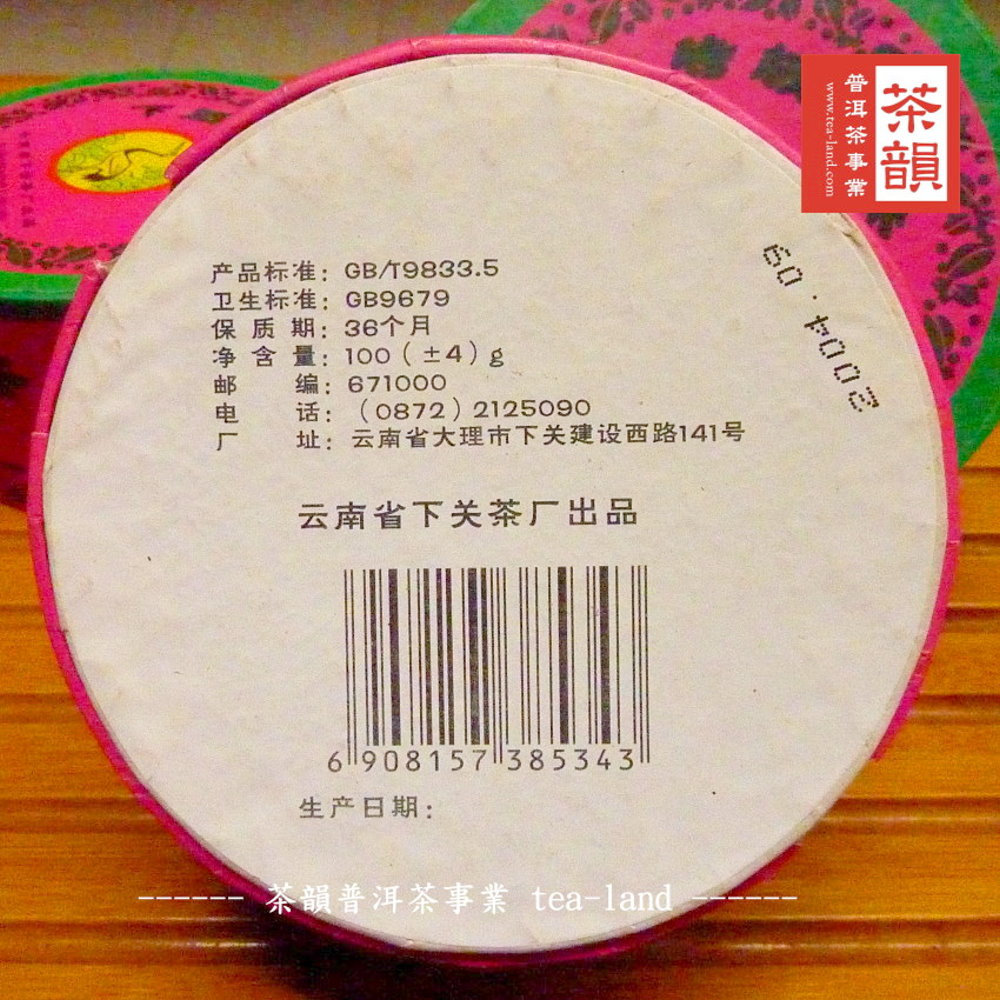 茶韻
普洱茶事業
www.tea-land.com
2004.09
产品标准：GB/T9833.5
卫生标准：GB9679
保质期：36个月
净含量：100（±4）g
邮编：671000
电话：（0872）2125090
厂址：云南省大理市下关建设西路141号
云南省下关茶厂出品
6 908157 385343
生产日期：
------ 茶韻普洱茶事業 tea-land ------